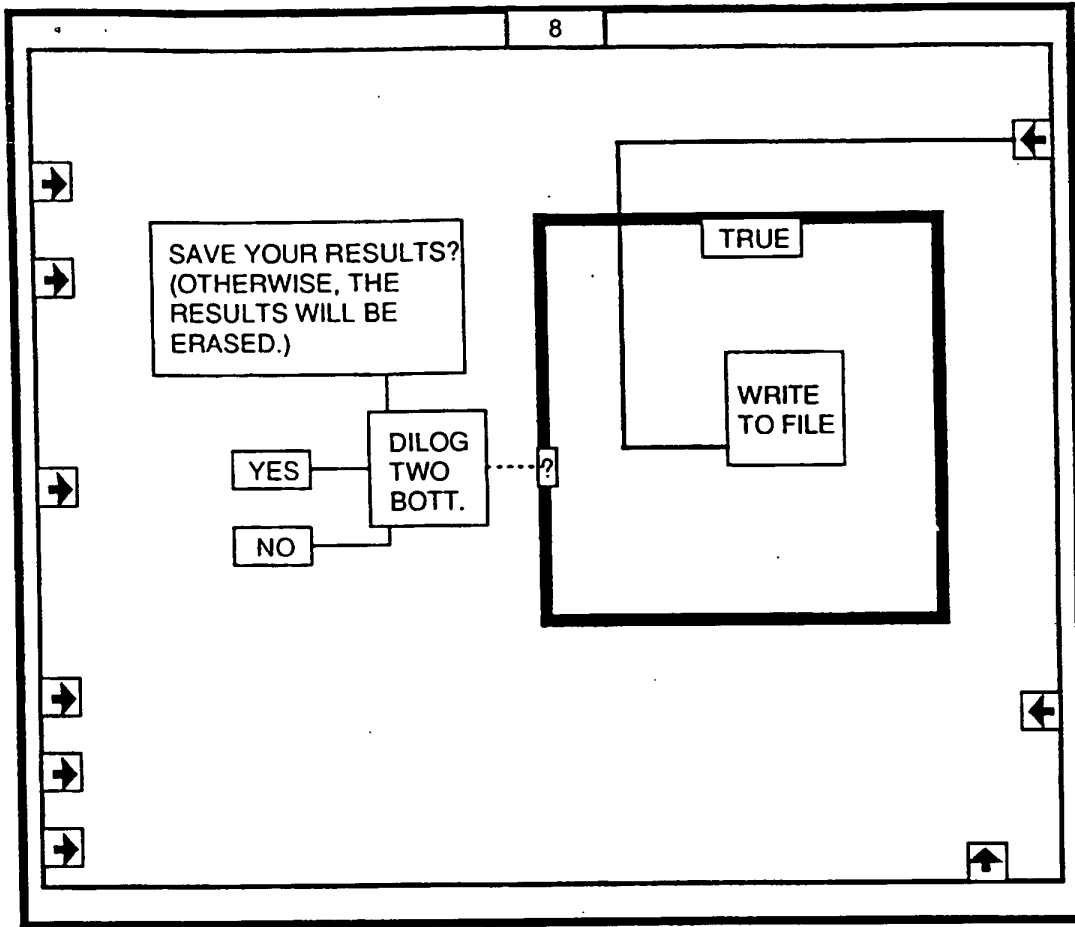 8
SAVE YOUR RESULTS?
(OTHERWISE, THE
RESULTS WILL BE
ERASED.)
TRUE
WRITE
TO FILE
DILOG
TWO
BOTT.
YES
NO
?